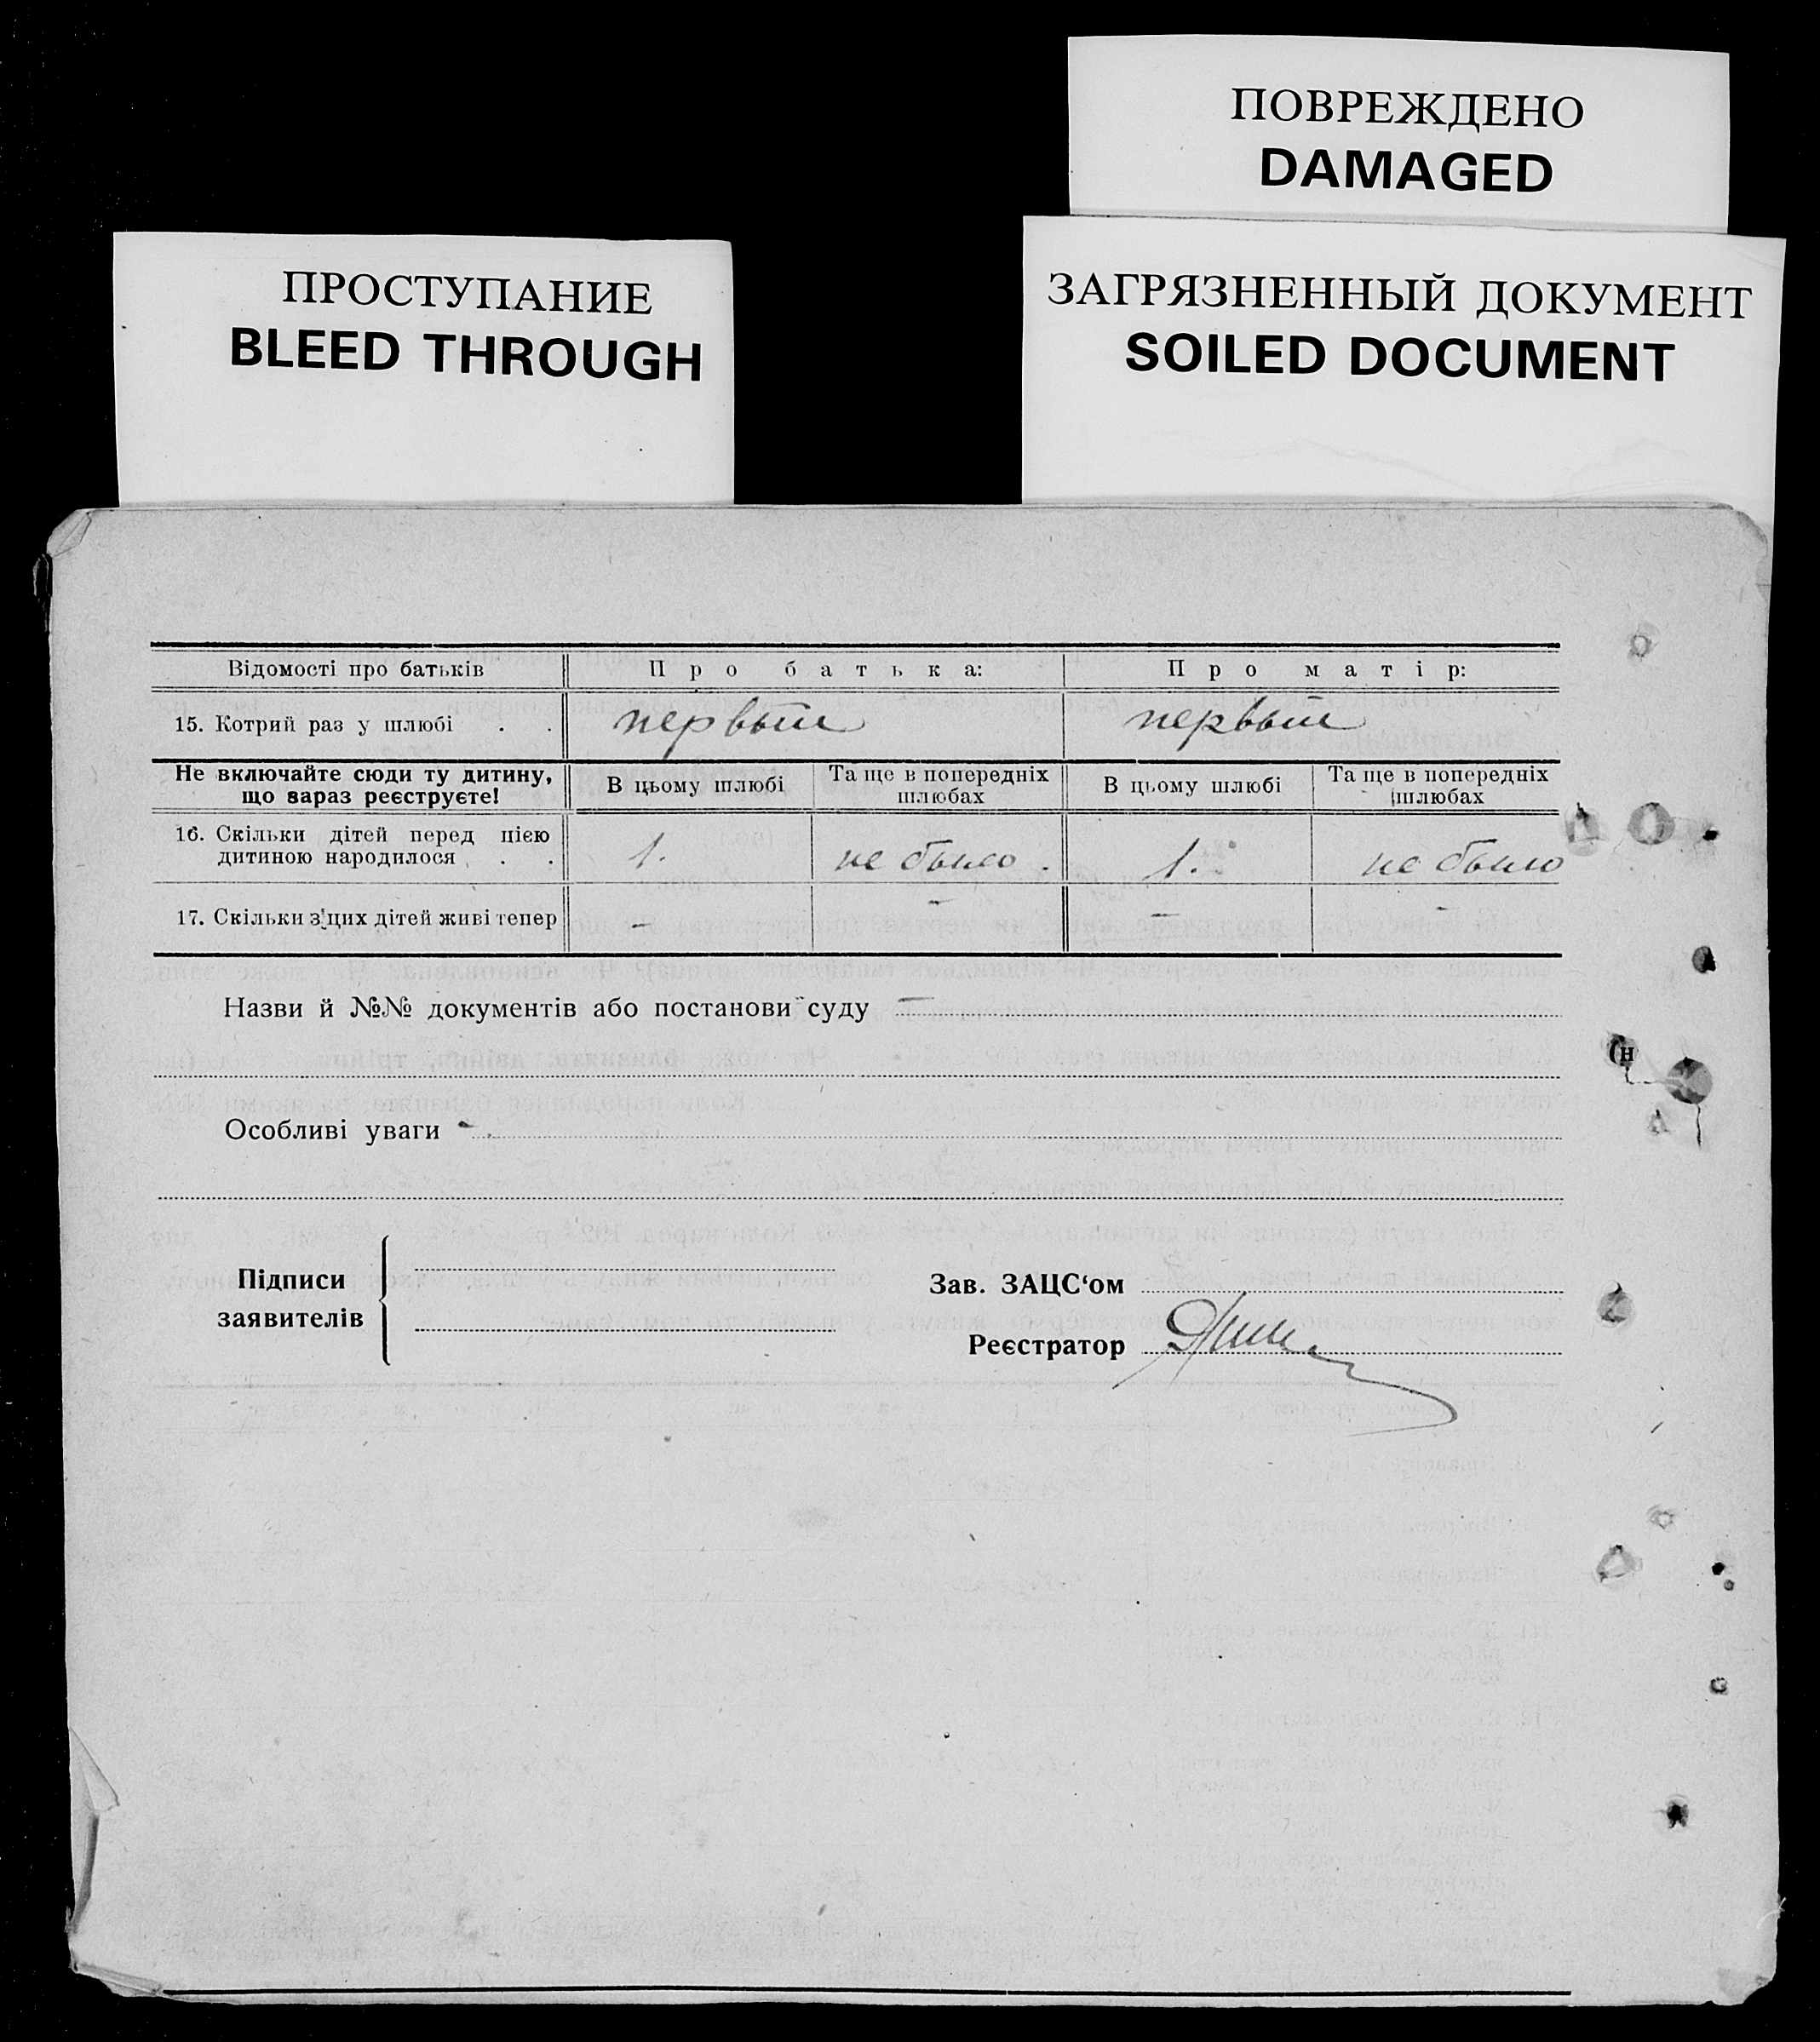 ПОВРЕЖДЕНО
DAMAGED
ПРОСТУПАНИЕ
BLEED THROUGH
ЗАГРЯЗНЕННЫЙ ДОКУМЕНТ
SOILED DOCUMENT
Відомості про батьків Про батька: Про матір:
15. Котрий раз у шлюбі . . первый первый
Не включайте сюди ту дитину, що зараз реєструєте! В цьому шлюбі Та ще в попередніх шлюбах В цьому шлюбі Та ще в попередніх шлюбах
16. Скільки дітей перед цією
дитиною народилося . . 1. не было. 1. не было
17. Скільки з цих дітей живі тепер – – – –
Назви й №№ документів або постанови суду –
Особливі уваги -.
Підписи
заявителів
Зав. ЗАЦС‘ом
Реєстратор
(н